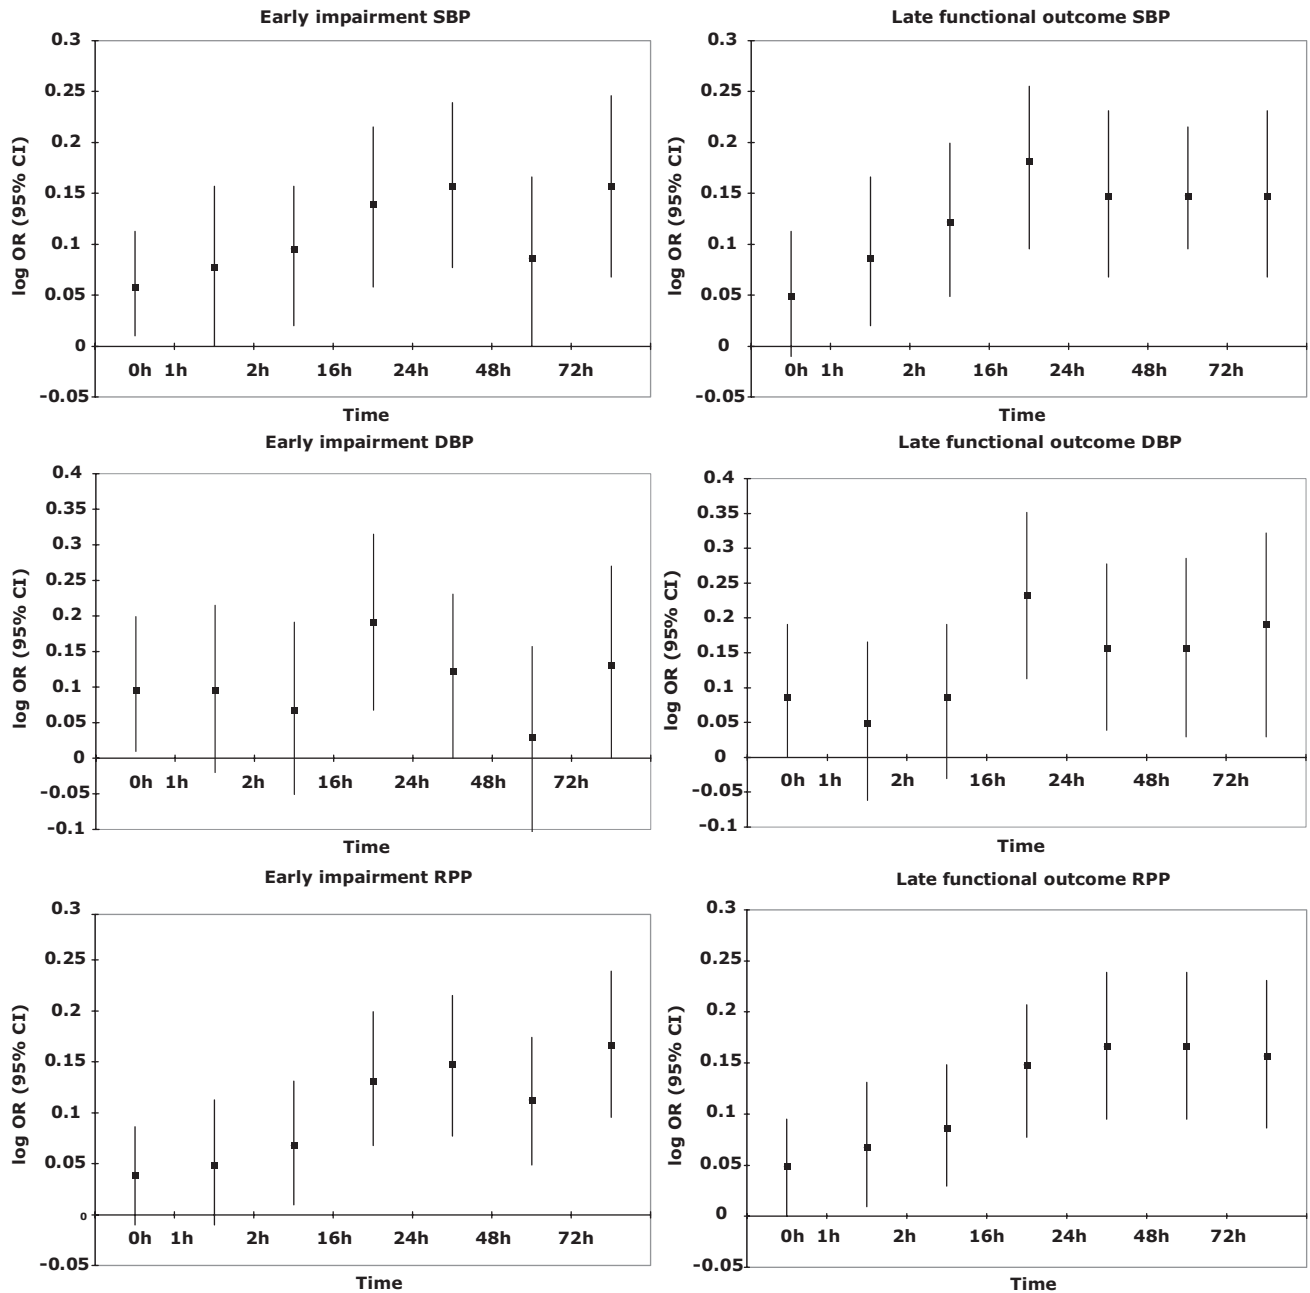 Early impairment SBP
0.3
0.25
0.2
0.15
0.1
0.05
0
-0.05
log OR (95% CI)
0h 1h 2h 16h 24h 48h 72h
Time
Late functional outcome SBP
0.3
0.25
0.2
0.15
0.1
0.05
0
-0.05
log OR (95% CI)
0h 1h 2h 16h 24h 48h 72h
Time
Early impairment DBP
0.4
0.35
0.3
0.25
0.2
0.15
0.1
0.05
0
-0.05
-0.1
log OR (95% CI)
0h 1h 2h 16h 24h 48h 72h
Time
Late functional outcome DBP
0.4
0.35
0.3
0.25
0.2
0.15
0.1
0.05
0
-0.05
-0.1
log OR (95% CI)
0h 1h 2h 16h 24h 48h 72h
Time
Early impairment RPP
0.3
0.25
0.2
0.15
0.1
0.05
0
-0.05
log OR (95% CI)
0h 1h 2h 16h 24h 48h 72h
Time
Late functional outcome RPP
0.3
0.25
0.2
0.15
0.1
0.05
0
-0.05
log OR (95% CI)
0h 1h 2h 16h 24h 48h 72h
Time